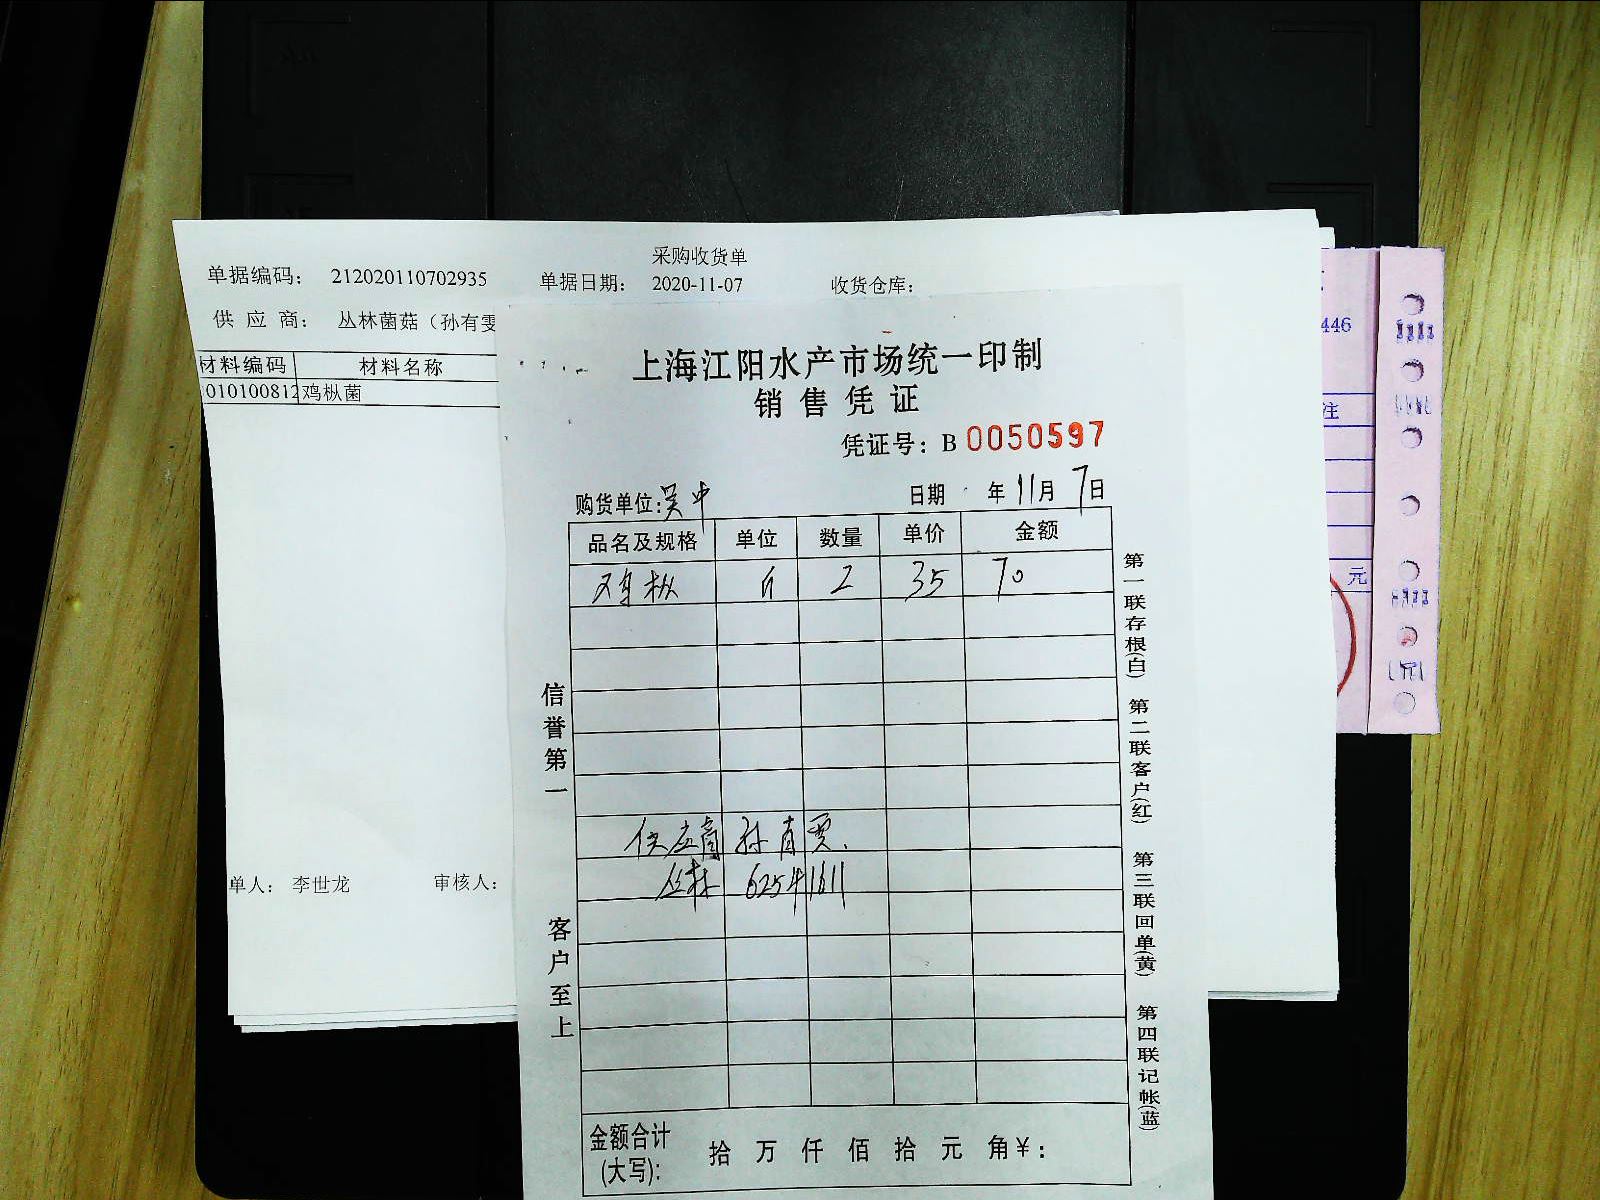 采购收货单
单据编码： 212020110702935 单据日期： 2020-11-07 收货仓库：
供 应 商： 丛林菌菇（孙有雯
材料编码 材料名称
010100812 鸡枞菌
单人： 李世龙 审核人：
上海江阳水产市场统一印制
销售凭证
凭证号： B 0050597
购货单位：吴中 日期 年 11月 7日
品名及规格 单位 数量 单价 金额
鸡枞 斤 2 35 70
供应商 孙有雯
丛林 62541611
信誉第一
客户至上
金额合计
(大写)： 拾 万 仟 佰 拾 元 角 ¥：
第一联存根(白) 第二联客户(红) 第三联回单(黄) 第四联记帐(蓝)
446
注
元